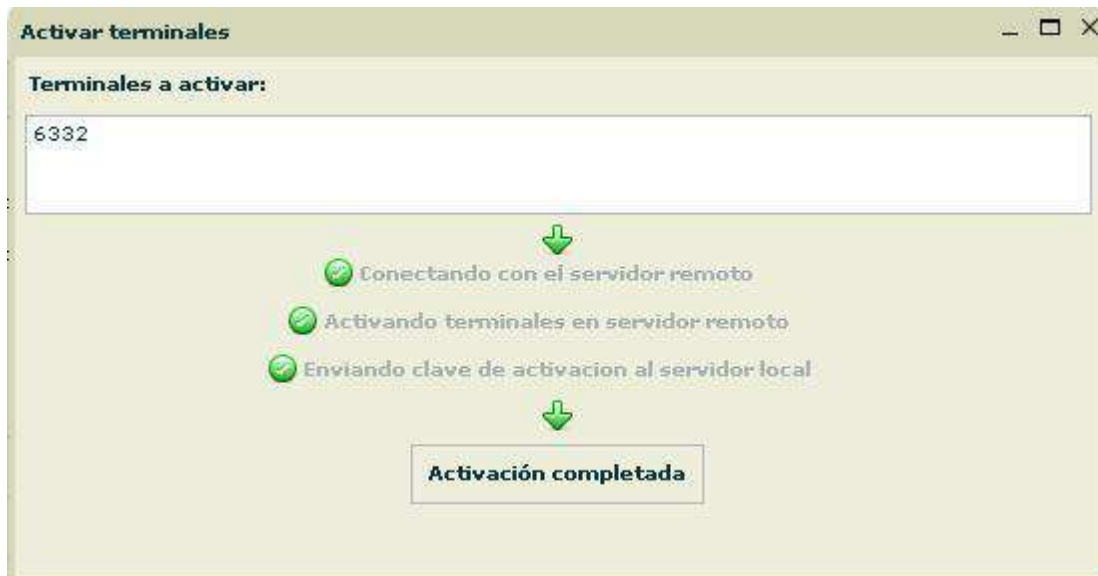 Activar terminales
Terminales a activar:
6332
Conectando con el servidor remoto
Activando terminales en servidor remoto
Enviando clave de activacion al servidor local
Activación completada